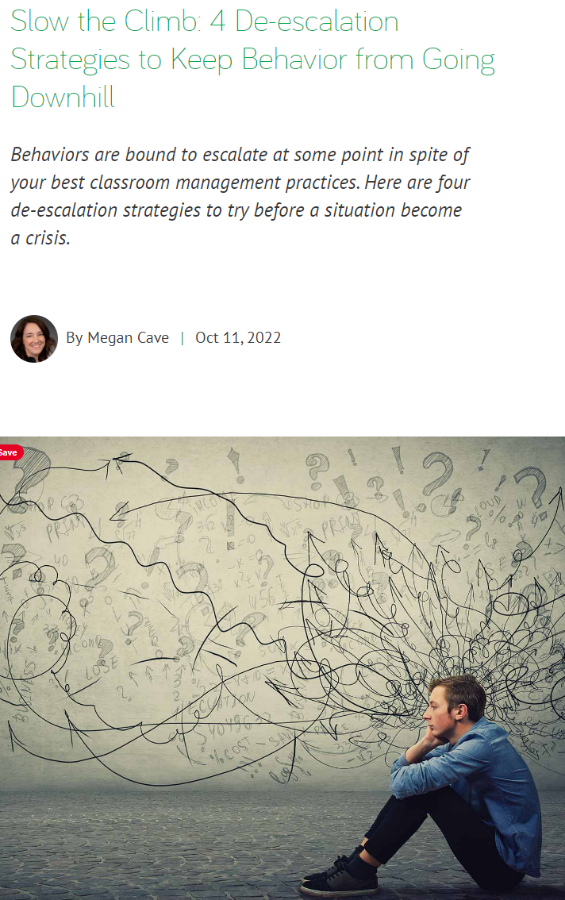 Slow the Climb: 4 De-escalation
Strategies to Keep Behavior from Going
Downhill
Behaviors are bound to escalate at some point in spite of
your best classroom management practices. Here are four
de-escalation strategies to try before a situation become
a crisis.
By Megan Cave | Oct 11, 2022
Save
LOSE